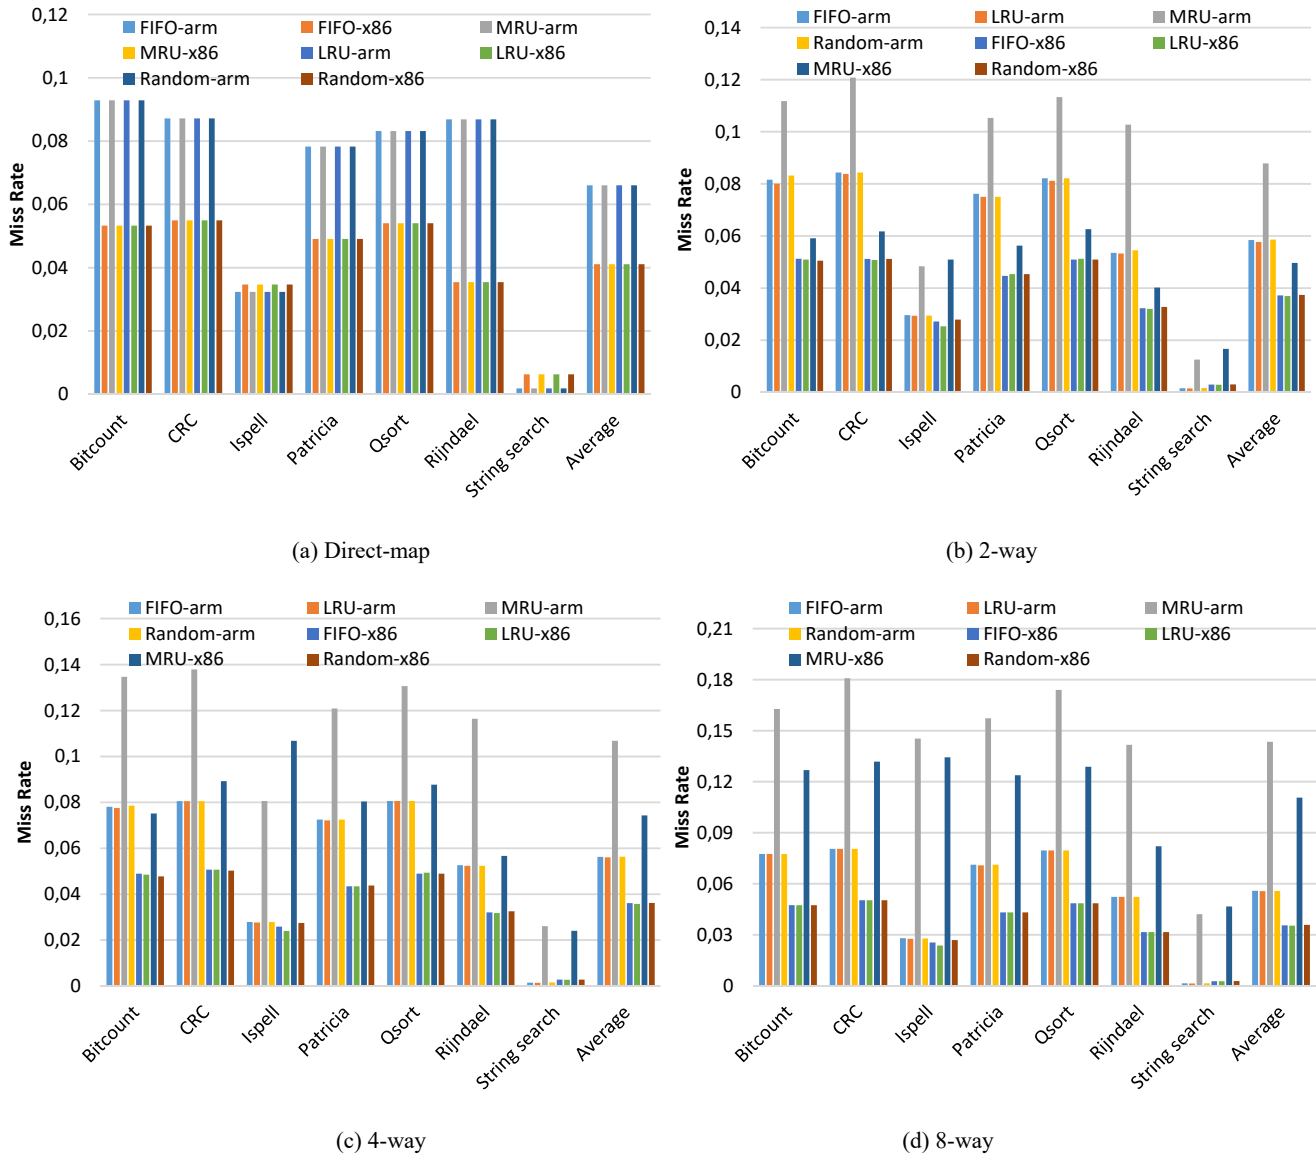 0,12
0,1
0,08
0,06
0,04
0,02
0
Miss Rate
FIFO-arm FIFO-x86 MRU-arm
MRU-x86 LRU-arm LRU-x86
Random-arm Random-x86
Bitcount CRC Ispell Patricia Qsort Rijndael String search Average
(a) Direct-map
0,14
0,12
0,1
0,08
0,06
0,04
0,02
0
Miss Rate
FIFO-arm LRU-arm MRU-arm
Random-arm FIFO-x86 LRU-x86
MRU-x86 Random-x86
Bitcount CRC Ispell Patricia Qsort Rijndael String search Average
(b) 2-way
0,16
0,14
0,12
0,1
0,08
0,06
0,04
0,02
0
Miss Rate
FIFO-arm LRU-arm MRU-arm
Random-arm FIFO-x86 LRU-x86
MRU-x86 Random-x86
Bitcount CRC Ispell Patricia Qsort Rijndael String search Average
(c) 4-way
0,21
0,18
0,15
0,12
0,09
0,06
0,03
0
Miss Rate
FIFO-arm LRU-arm MRU-arm
Random-arm FIFO-x86 LRU-x86
MRU-x86 Random-x86
Bitcount CRC Ispell Patricia Qsort Rijndael String search Average
(d) 8-way